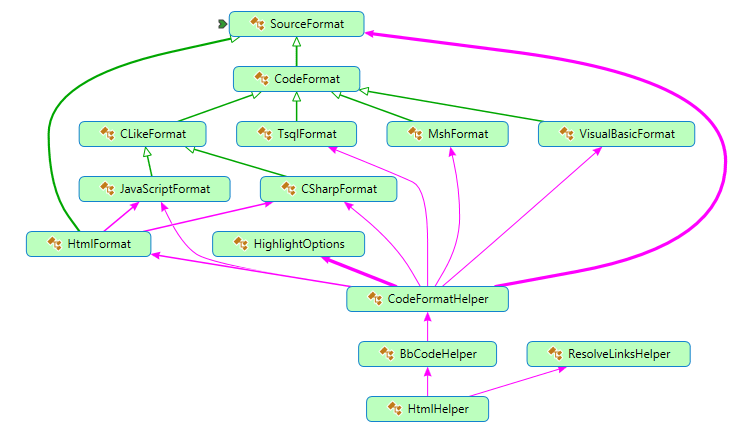 SourceFormat
CodeFormat
CLikeFormat
TsqlFormat
MshFormat
VisualBasicFormat
JavaScriptFormat
CSharpFormat
HtmlFormat
HighlightOptions
CodeFormatHelper
BbCodeHelper
ResolveLinksHelper
HtmlHelper